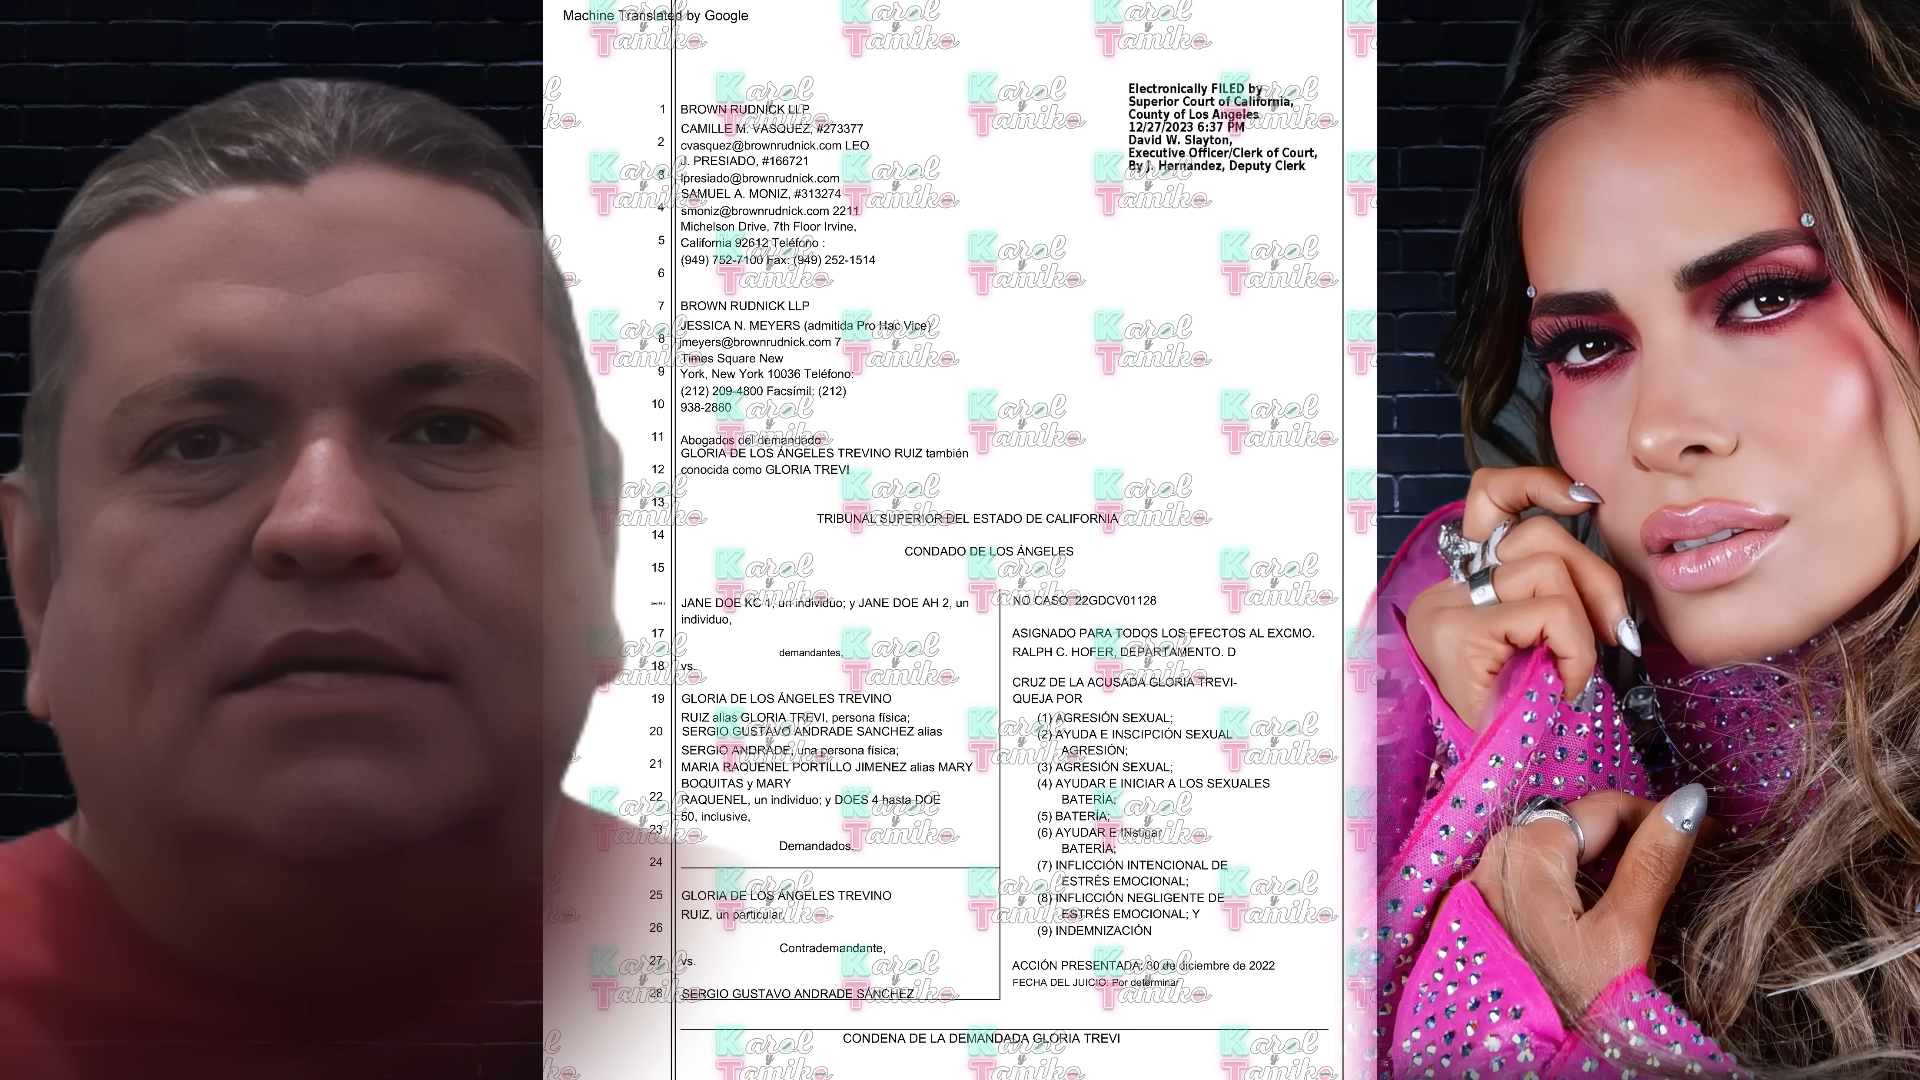 Machine Translated by Google
Electronically FILED by
Superior Court of California,
County of Los Angeles
12/27/2023 6:37 PM
David W. Slayton,
Executive Officer/Clerk of Court,
By J. Hernandez, Deputy Clerk
1 BROWN RUDNICK LLP
CAMILLE M. VASQUEZ, #273377
2 cvasquez@brownrudnick.com LEO
J. PRESIADO, #166721
3 lpresiado@brownrudnick.com
SAMUEL A. MONIZ, #313274
4 smoniz@brownrudnick.com 2211
Michelson Drive, 7th Floor Irvine,
5 California 92612 Teléfono :
(949) 752-7100 Fax: (949) 252-1514
6
7 BROWN RUDNICK LLP
JESSICA N. MEYERS (admitida Pro Hac Vice)
8 jmeyers@brownrudnick.com 7
Times Square New
9 York, New York 10036 Teléfono:
(212) 209-4800 Facsímil: (212)
10 938-2880
11 Abogados del demandado
GLORIA DE LOS ÁNGELES TREVINO RUIZ también
12 conocida como GLORIA TREVI
13
TRIBUNAL SUPERIOR DEL ESTADO DE CALIFORNIA
14
CONDADO DE LOS ÁNGELES
15
JANE DOE KC 1, un individuo; y JANE DOE AH 2, un
individuo,
17 demandantes,
18 vs.
19 GLORIA DE LOS ÁNGELES TREVINO
RUIZ alias GLORIA TREVI, persona física;
20 SERGIO GUSTAVO ANDRADE SANCHEZ alias
SERGIO ANDRADE, una persona física;
21 MARIA RAQUENEL PORTILLO JIMENEZ alias MARY
BOQUITAS y MARY
22 RAQUENEL, un individuo; y DOES 4 hasta DOE
50, inclusive,
23
Demandados.
24
25 GLORIA DE LOS ÁNGELES TREVINO
RUIZ, un particular,
26
Contrademandante,
27 vs.
28 SERGIO GUSTAVO ANDRADE SÁNCHEZ
NO CASO. 22GDCV01128
ASIGNADO PARA TODOS LOS EFECTOS AL EXCMO.
RALPH C. HOFER, DEPARTAMENTO. D
CRUZ DE LA ACUSADA GLORIA TREVI-
QUEJA POR
(1) AGRESIÓN SEXUAL;
(2) AYUDA E INSCIPCIÓN SEXUAL
AGRESIÓN;
(3) AGRESIÓN SEXUAL;
(4) AYUDAR E INICIAR A LOS SEXUALES
BATERÍA;
(5) BATERÍA;
(6) AYUDAR E INstigar
BATERÍA;
(7) INFLICCIÓN INTENCIONAL DE
ESTRÉS EMOCIONAL;
(8) INFLICCIÓN NEGLIGENTE DE
ESTRÉS EMOCIONAL; Y
(9) INDEMNIZACIÓN
ACCIÓN PRESENTADA: 30 de diciembre de 2022
FECHA DEL JUICIO: Por determinar
CONDENA DE LA DEMANDADA GLORIA TREVI
Karol
y
Tamiko